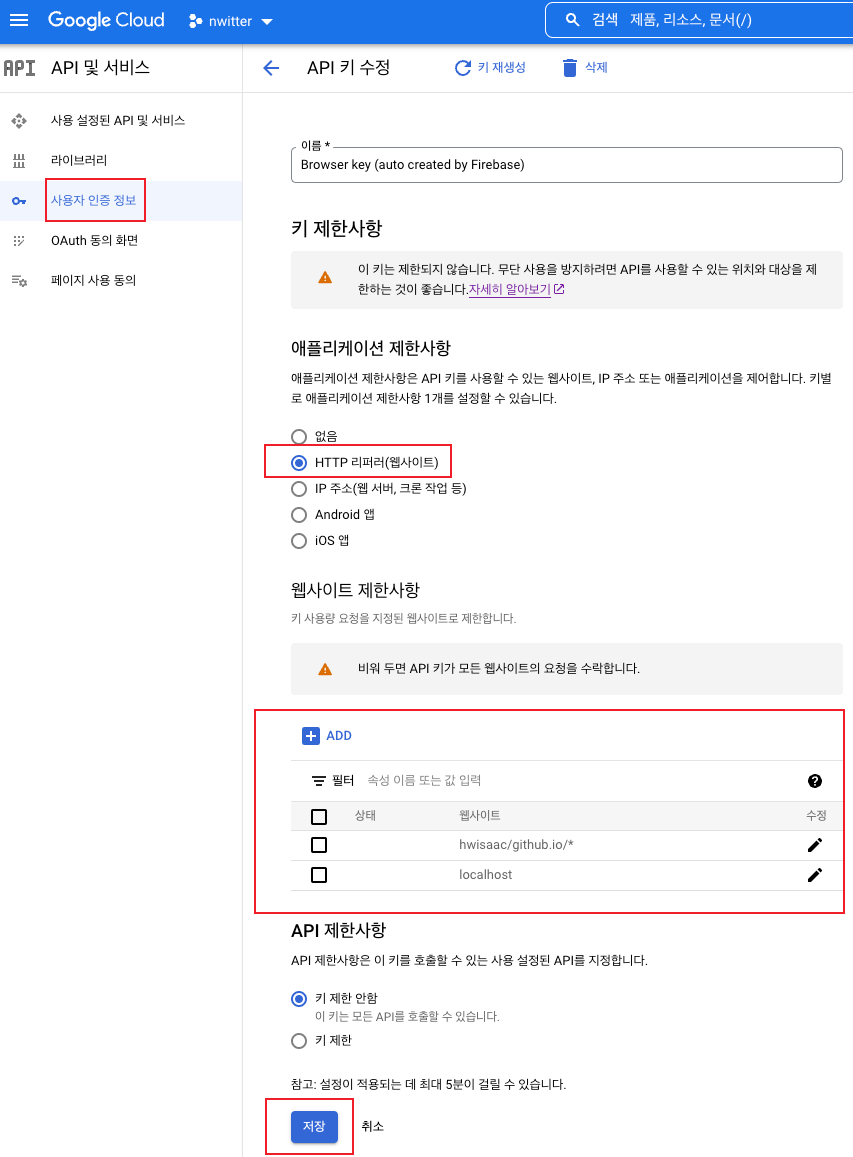 Google Cloud
nwitter
검색 제품, 리소스, 문서(/)
API API 및 서비스
사용 설정된 API 및 서비스
라이브러리
사용자 인증 정보
OAuth 동의 화면
페이지 사용 동의
API 키 수정
키 재생성
삭제
이름 *
Browser key (auto created by Firebase)
키 제한사항
이 키는 제한되지 않습니다. 무단 사용을 방지하려면 API를 사용할 수 있는 위치와 대상을 제
한하는 것이 좋습니다.자세히 알아보기
애플리케이션 제한사항
애플리케이션 제한사항은 API 키를 사용할 수 있는 웹사이트, IP 주소 또는 애플리케이션을 제어합니다. 키별
로 애플리케이션 제한사항 1개를 설정할 수 있습니다.
없음
HTTP 리퍼러(웹사이트)
IP 주소(웹 서버, 크론 작업 등)
Android 앱
iOS 앱
웹사이트 제한사항
키 사용량 요청을 지정된 웹사이트로 제한합니다.
비워 두면 API 키가 모든 웹사이트의 요청을 수락합니다.
ADD
필터 속성 이름 또는 값 입력
상태 웹사이트 수정
hwisaac/github.io/*
localhost
API 제한사항
API 제한사항은 이 키를 호출할 수 있는 사용 설정된 API를 지정합니다.
키 제한 안함
이 키는 모든 API를 호출할 수 있습니다.
키 제한
참고: 설정이 적용되는 데 최대 5분이 걸릴 수 있습니다.
저장 취소